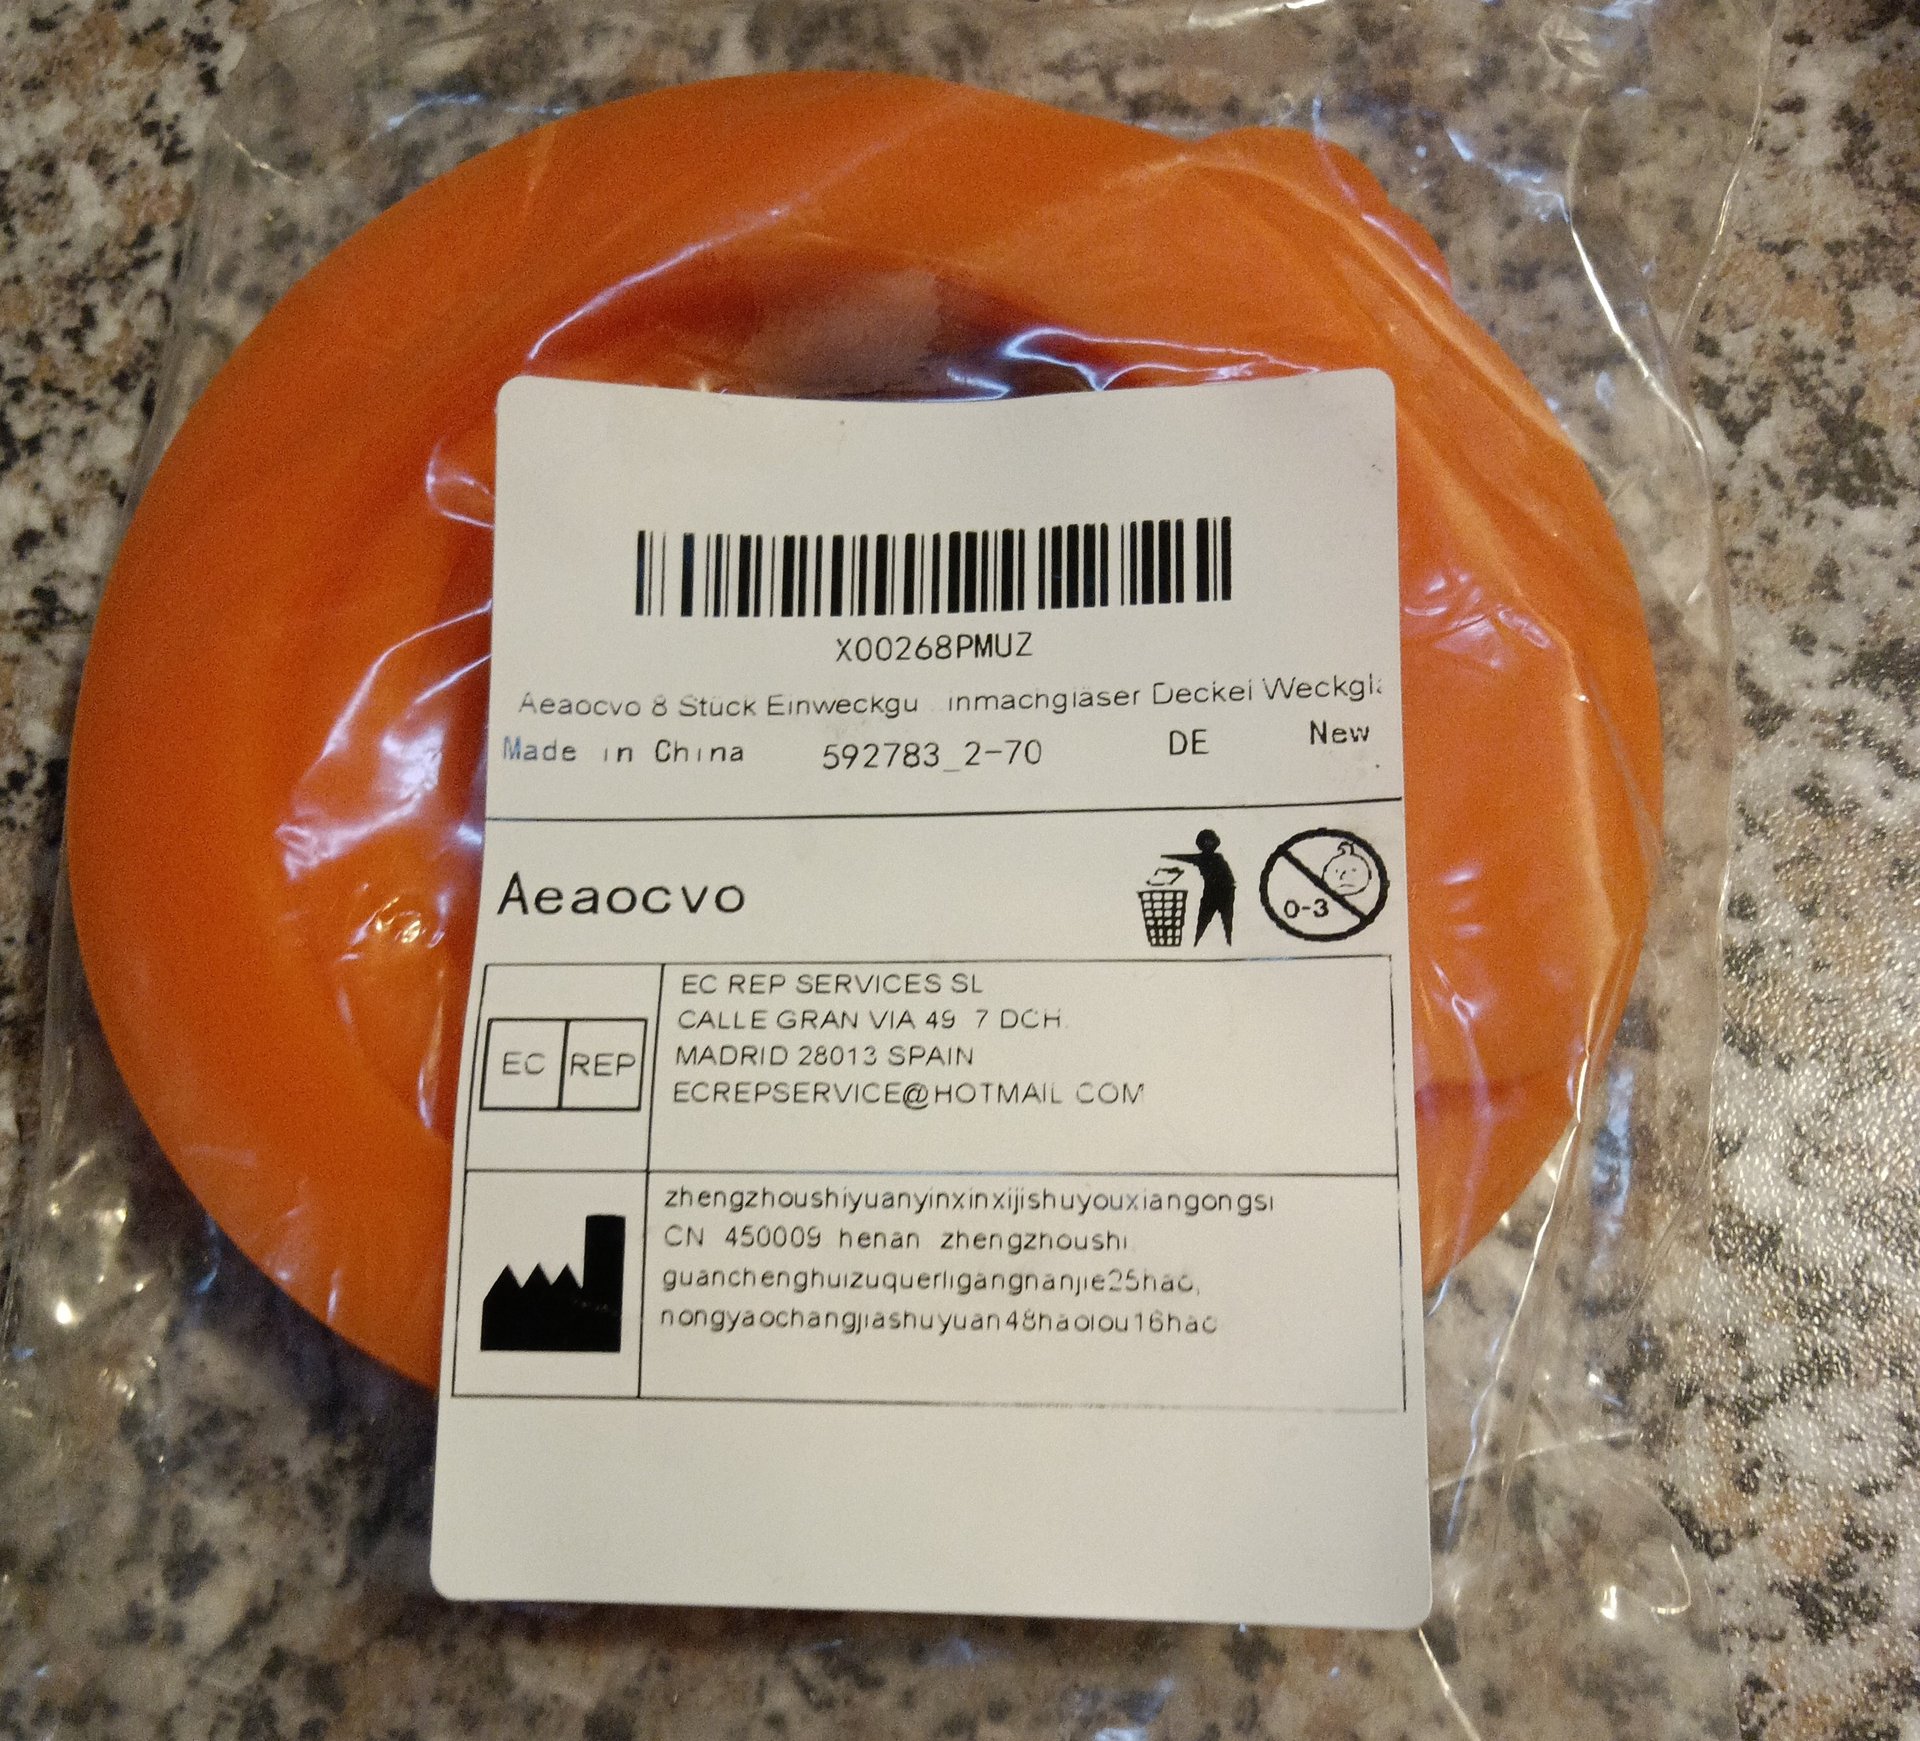 X00268PMUZ
Aeaocvo 8 Stück Einweckgu inmachgläser Deckel Weckglä
Made in China 592783_2-70 DE New
Aeaocvo
0-3
EC REP SERVICES SL
CALLE GRAN VIA 49 7 DCH.
MADRID 28013 SPAIN
EC REP
ECREPSERVICE@HOTMAIL COM
zhengzhoushiyuanyinxinxijishuyouxiangongsi
CN 450009 henan zhengzhoushi
guanchenghuizuquerligangnanjie25hao,
nongyaochangjiashuyuan48haolou16hao